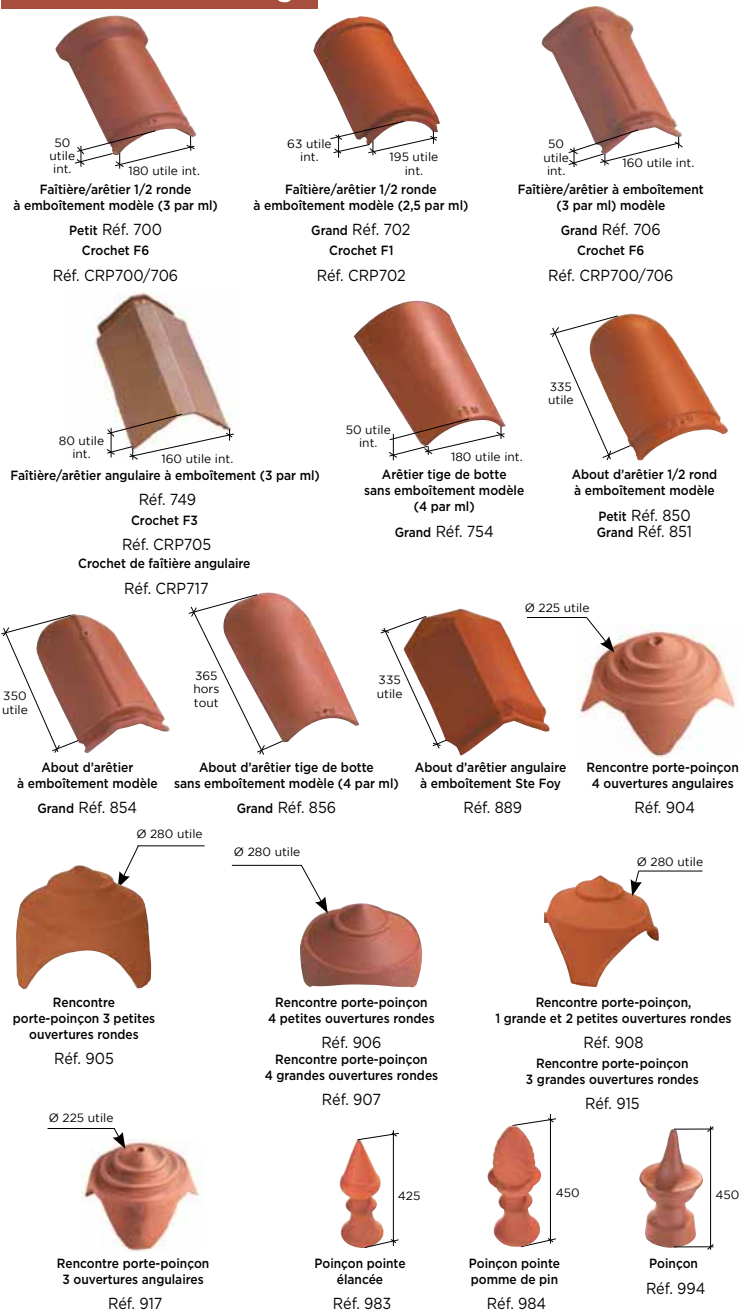 50
utile
int.
180 utile int.
Faîtière/arêtier 1/2 ronde
à emboîtement modèle (3 par ml)
Petit Réf. 700
Crochet F6
Réf. CRP700/706
63 utile
int.
195 utile
int.
Faîtière/arêtier 1/2 ronde
à emboîtement modèle (2,5 par ml)
Grand Réf. 702
Crochet F1
Réf. CRP702
50
utile
int.
160 utile int.
Faîtière/arêtier à emboîtement
(3 par ml) modèle
Grand Réf. 706
Crochet F6
Réf. CRP700/706
80 utile
int.
160 utile int.
Faîtière/arêtier angulaire à emboîtement (3 par ml)
Réf. 749
Crochet F3
Réf. CRP705
Crochet de faîtière angulaire
Réf. CRP717
50 utile
int.
180 utile int.
Arêtier tige de botte
sans emboîtement modèle
(4 par ml)
Grand Réf. 754
335
utile
About d'arêtier 1/2 rond
à emboîtement modèle
Petit Réf. 850
Grand Réf. 851
350
utile
About d'arêtier
à emboîtement modèle
Grand Réf. 854
365
hors
tout
About d'arêtier tige de botte
sans emboîtement modèle (4 par ml)
Grand Réf. 856
335
utile
About d'arêtier angulaire
à emboîtement Ste Foy
Réf. 889
Ø 225 utile
Rencontre porte-poinçon
4 ouvertures angulaires
Réf. 904
Ø 280 utile
Rencontre
porte-poinçon 3 petites
ouvertures rondes
Réf. 905
Ø 280 utile
Rencontre porte-poinçon
4 petites ouvertures rondes
Réf. 906
Rencontre porte-poinçon
4 grandes ouvertures rondes
Réf. 907
Ø 280 utile
Rencontre porte-poinçon,
1 grande et 2 petites ouvertures rondes
Réf. 908
Rencontre porte-poinçon
3 grandes ouvertures rondes
Réf. 915
Ø 225 utile
Rencontre porte-poinçon
3 ouvertures angulaires
Réf. 917
425
Poinçon pointe
élancée
Réf. 983
450
Poinçon pointe
pomme de pin
Réf. 984
450
Poinçon
Réf. 994